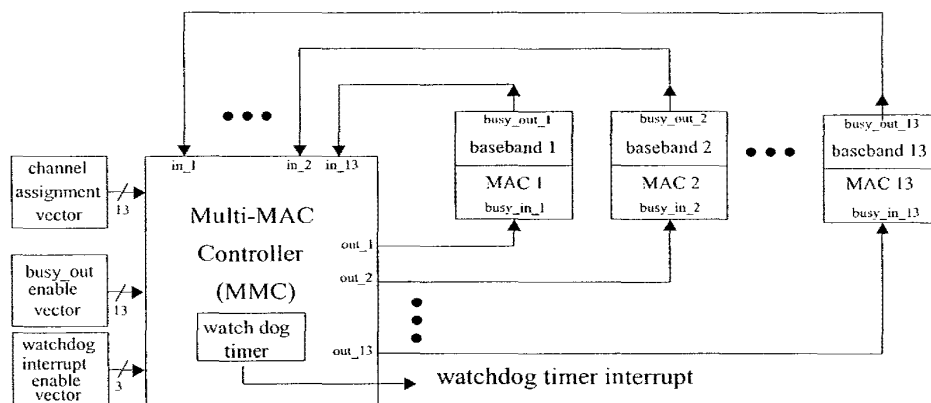 busy_out_1
busy_out_2
busy_out_13
baseband 1
baseband 2
baseband 13
MAC 1
MAC 2
MAC 13
busy_in_1
busy_in_2
busy_in_13
in_1
in_2
in_13
channel
assignment
vector
13
Multi-MAC
Controller
(MMC)
out_1
out_2
out_13
busy_out
enable
vector
13
watch dog
timer
watchdog
interrupt
enable
vector
3
watchdog timer interrupt